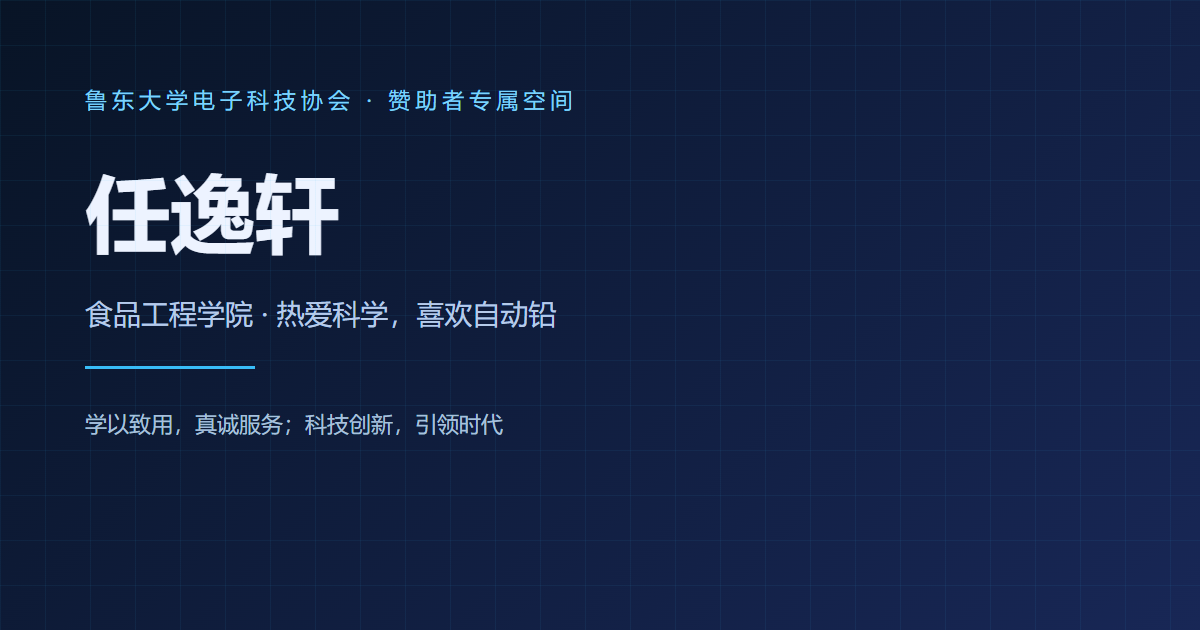 鲁东大学电子科技协会 · 赞助者专属空间
任逸轩
食品工程学院 · 热爱科学，喜欢自动铅
学以致用，真诚服务；科技创新，引领时代